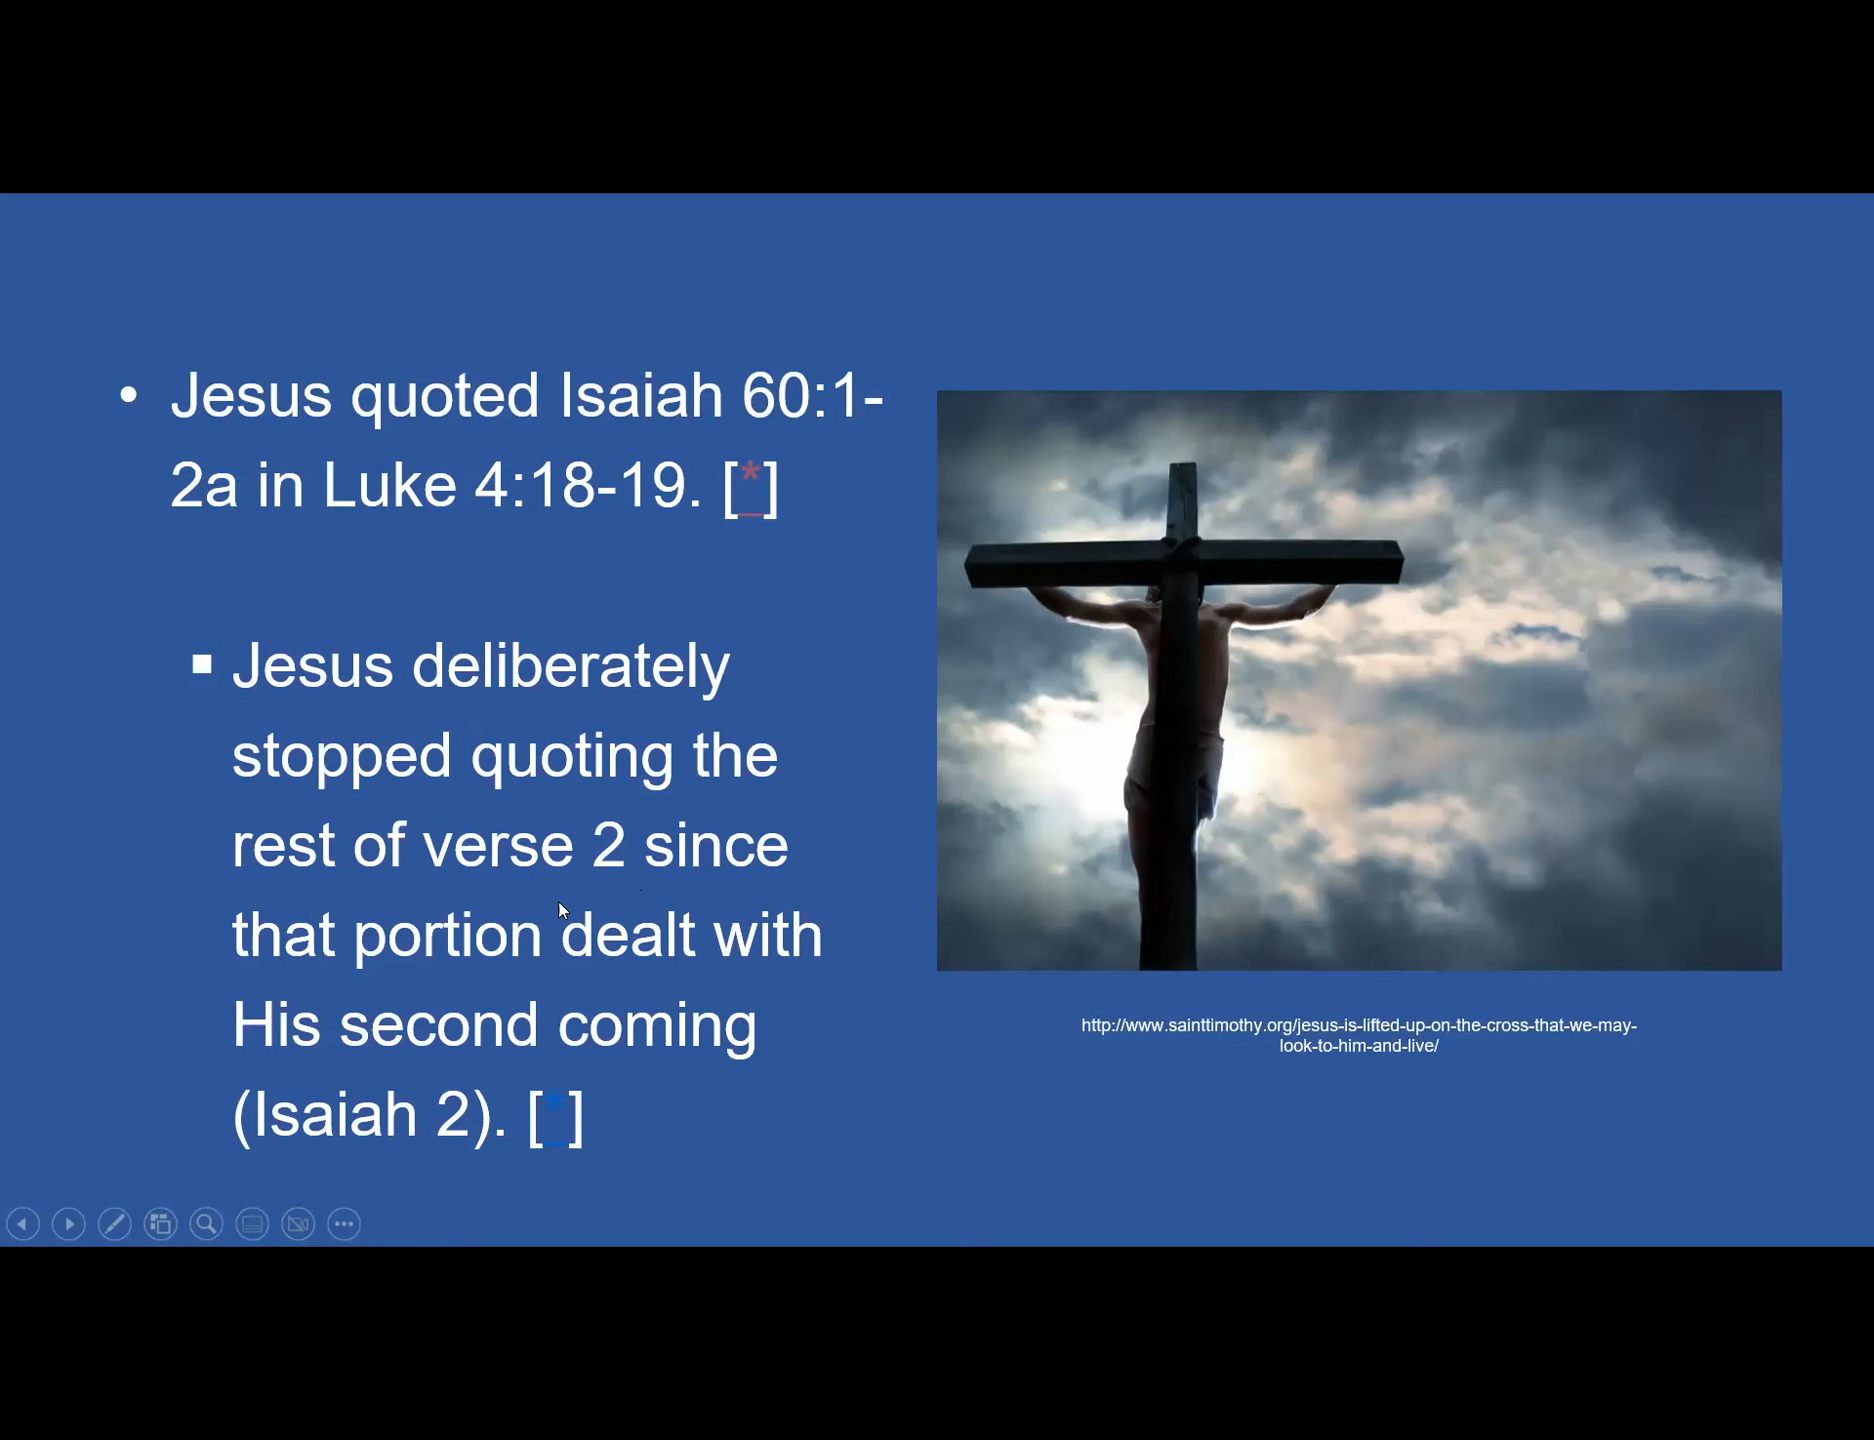 • Jesus quoted Isaiah 60:1-
2a in Luke 4:18-19. [*]
▪ Jesus deliberately
stopped quoting the
rest of verse 2 since
that portion dealt with
His second coming
(Isaiah 2). [*]
http://www.sainttimothy.org/jesus-is-lifted-up-on-the-cross-that-we-may-
look-to-him-and-live/